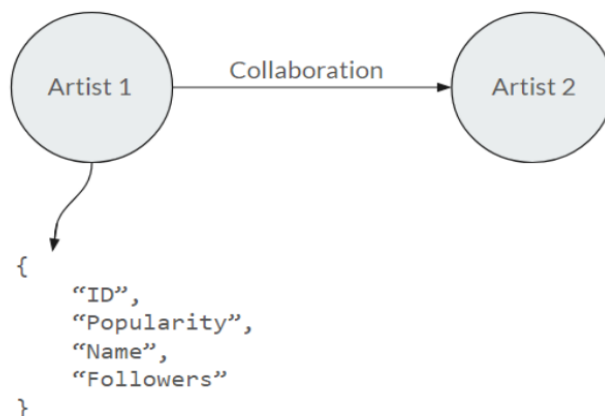 Artist 1
Collaboration
Artist 2
{
“ID”,
“Popularity”,
“Name”,
“Followers”
}